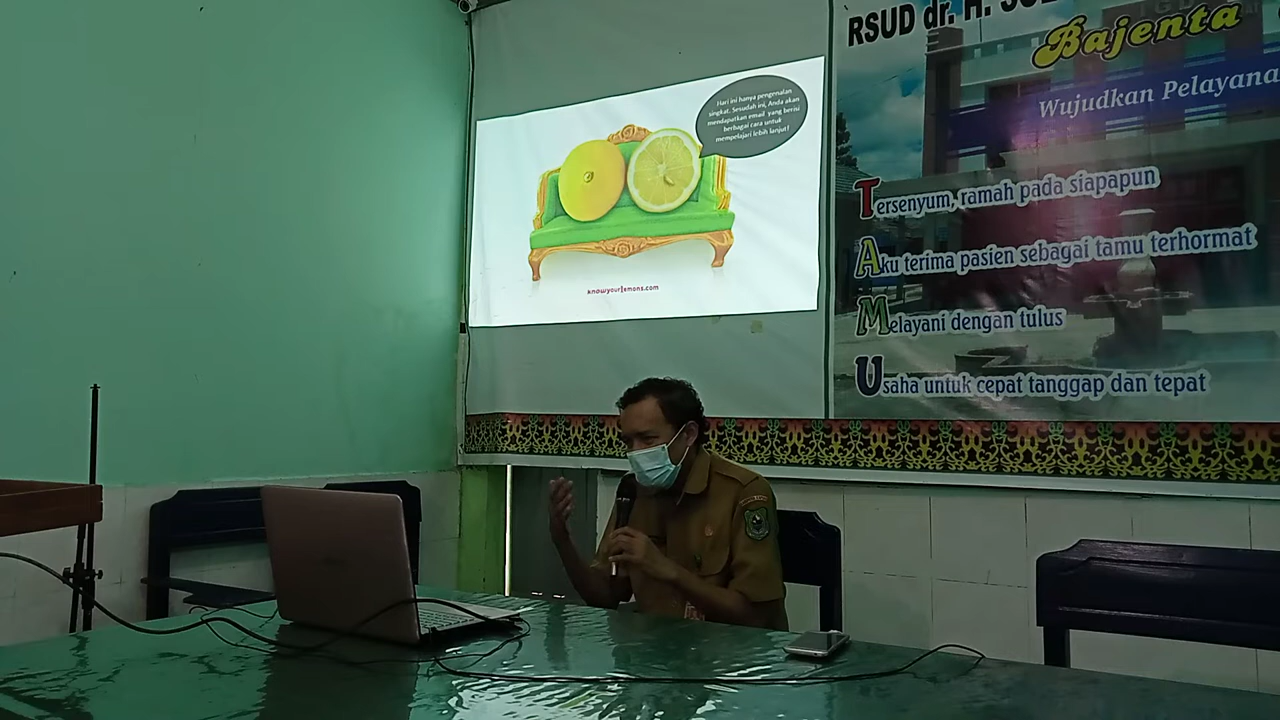 Hari ini hanya pengenalan
singkat. Sesudah ini, Anda akan
mendapatkan email yang berisi
berbagai cara untuk
mempelajari lebih lanjut!
knowyourlemons.com
RSUD dr. H.
Bajenta
Wujudkan Pelayana
Tersenyum, ramah pada siapapun
Aku terima pasien sebagai tamu terhormat
Melayani dengan tulus
Usaha untuk cepat tanggap dan tepat